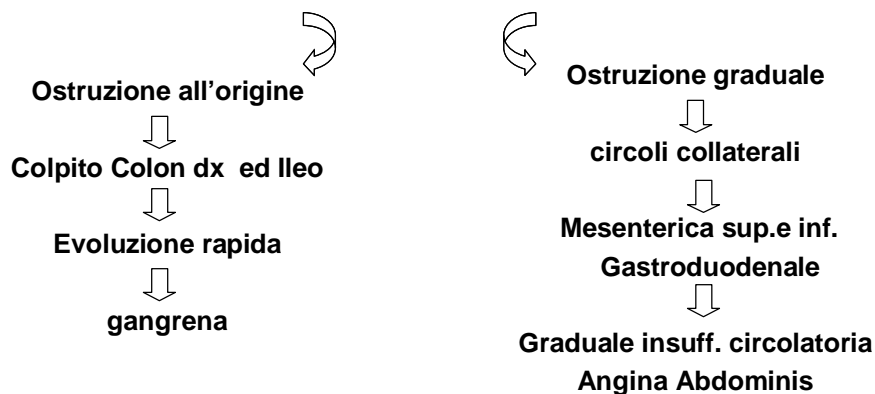 Ostruzione all'origine
Colpito Colon dx ed Ileo
Evoluzione rapida
gangrena
Ostruzione graduale
circoli collaterali
Mesenterica sup.e inf.
Gastroduodenale
Graduale insuff. circolatoria
Angina Abdominis